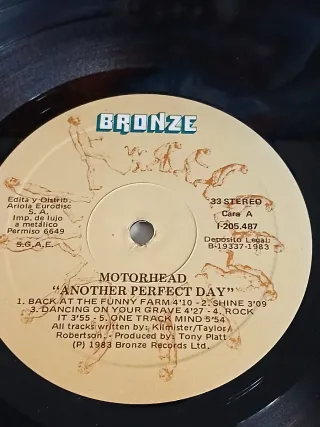 BRONZE
Edita y Distrib.
Ariola Eurodisc
S. A.
Imp. de lujo
a metálico
Permiso 6649
S.G.A.E.
33 STEREO
Cara A
I-205.487
Depósito Legal:
B-19337-1983
MOTORHEAD
"ANOTHER PERFECT DAY"
1. BACK AT THE FUNNY FARM 4'10 - 2. SHINE 3'09
3. DANCING ON YOUR GRAVE 4'27 - 4. ROCK
IT 3'55 - 5. ONE TRACK MIND 5'54
All tracks written by: Kilmister/Taylor/
Robertson. - Produced by: Tony Platt
(P) 1983 Bronze Records Ltd.